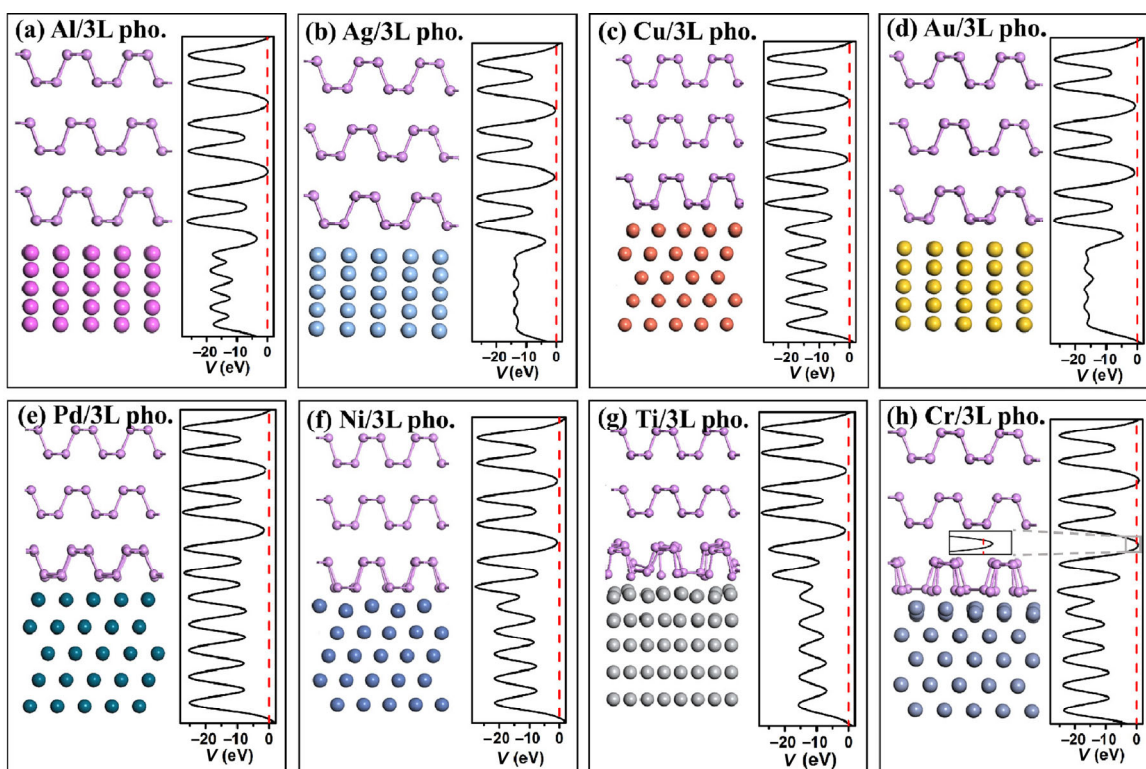 (a) Al/3L pho.
−20 −10 0
V (eV)
(b) Ag/3L pho.
−20 −10 0
V (eV)
(c) Cu/3L pho.
−20 −10 0
V (eV)
(d) Au/3L pho.
−20 −10 0
V (eV)
(e) Pd/3L pho.
−20 −10 0
V (eV)
(f) Ni/3L pho.
−20 −10 0
V (eV)
(g) Ti/3L pho.
−20 −10 0
V (eV)
(h) Cr/3L pho.
−20 −10 0
V (eV)